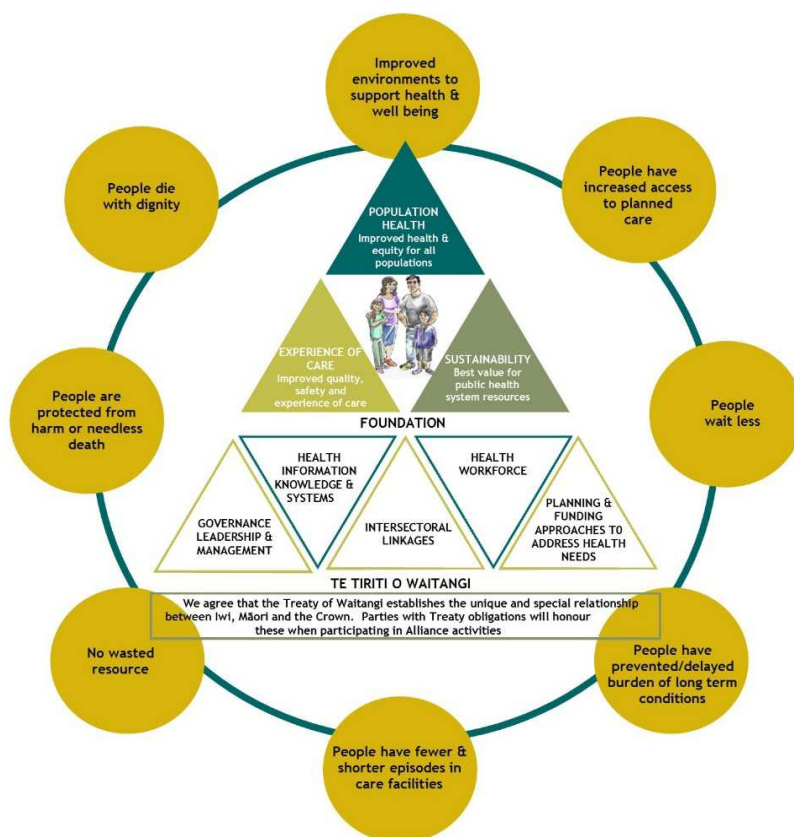 Improved
environments to
support health &
well being
People have
increased access
to planned
care
People
wait less
People have
prevented/delayed
burden of long term
conditions
People have fewer &
shorter episodes in
care facilities
No wasted
resource
People are
protected from
harm or needless
death
People die
with dignity
POPULATION
HEALTH
Improved health &
equity for all
populations
EXPERIENCE OF
CARE
Improved quality,
safety and
experience of care
SUSTAINABILITY
Best value for
public health
system resources
FOUNDATION
GOVERNANCE
LEADERSHIP &
MANAGEMENT
HEALTH
INFORMATION
KNOWLEDGE &
SYSTEMS
INTERSECTORAL
LINKAGES
HEALTH
WORKFORCE
PLANNING &
FUNDING
APPROACHES TO
ADDRESS HEALTH
NEEDS
TE TIRITI O WAITANGI
We agree that the Treaty of Waitangi establishes the unique and special relationship
between Iwi, Māori and the Crown. Parties with Treaty obligations will honour
these when participating in Alliance activities